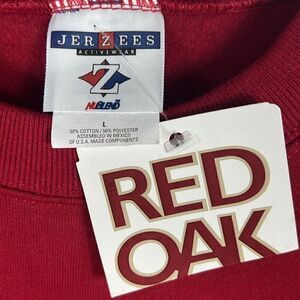 JERZEES
ACTIVEWEAR
Z
NUBLEND
L
50% COTTON / 50% POLYESTER
ASSEMBLED IN MEXICO
OF U.S.A. MADE COMPONENTS
RED
OAK